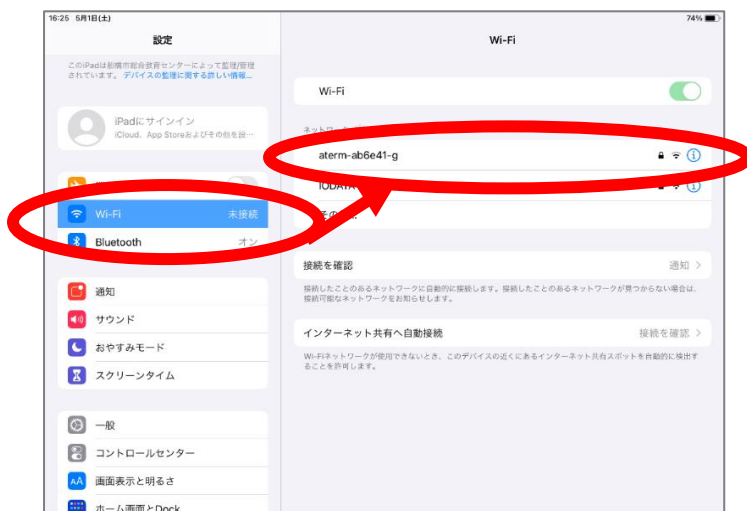 16:25 5月1日(土)
74%
設定
Wi-Fi
このiPadは前橋市総合教育センターによって監理/管理
されています。デバイスの監理に関する詳しい情報...
Wi-Fi
iPadにサインイン
iCloud、App Storeおよびその他を設…
aterm-ab6e41-g
IODATA
Wi-Fi
未接続
Bluetooth
オン
接続を確認
通知
接続したことのあるネットワークに自動的に接続します。接続したことのあるネットワークが見つからない場合は、
接続可能なネットワークをお知らせします。
通知
サウンド
おやすみモード
スクリーンタイム
インターネット共有へ自動接続
接続を確認
Wi-Fiネットワークが使用できないとき、このデバイスの近くにあるインターネット共有スポットを自動的に検出す
ることを許可します。
一般
コントロールセンター
画面表示と明るさ
ホーム画面とDock